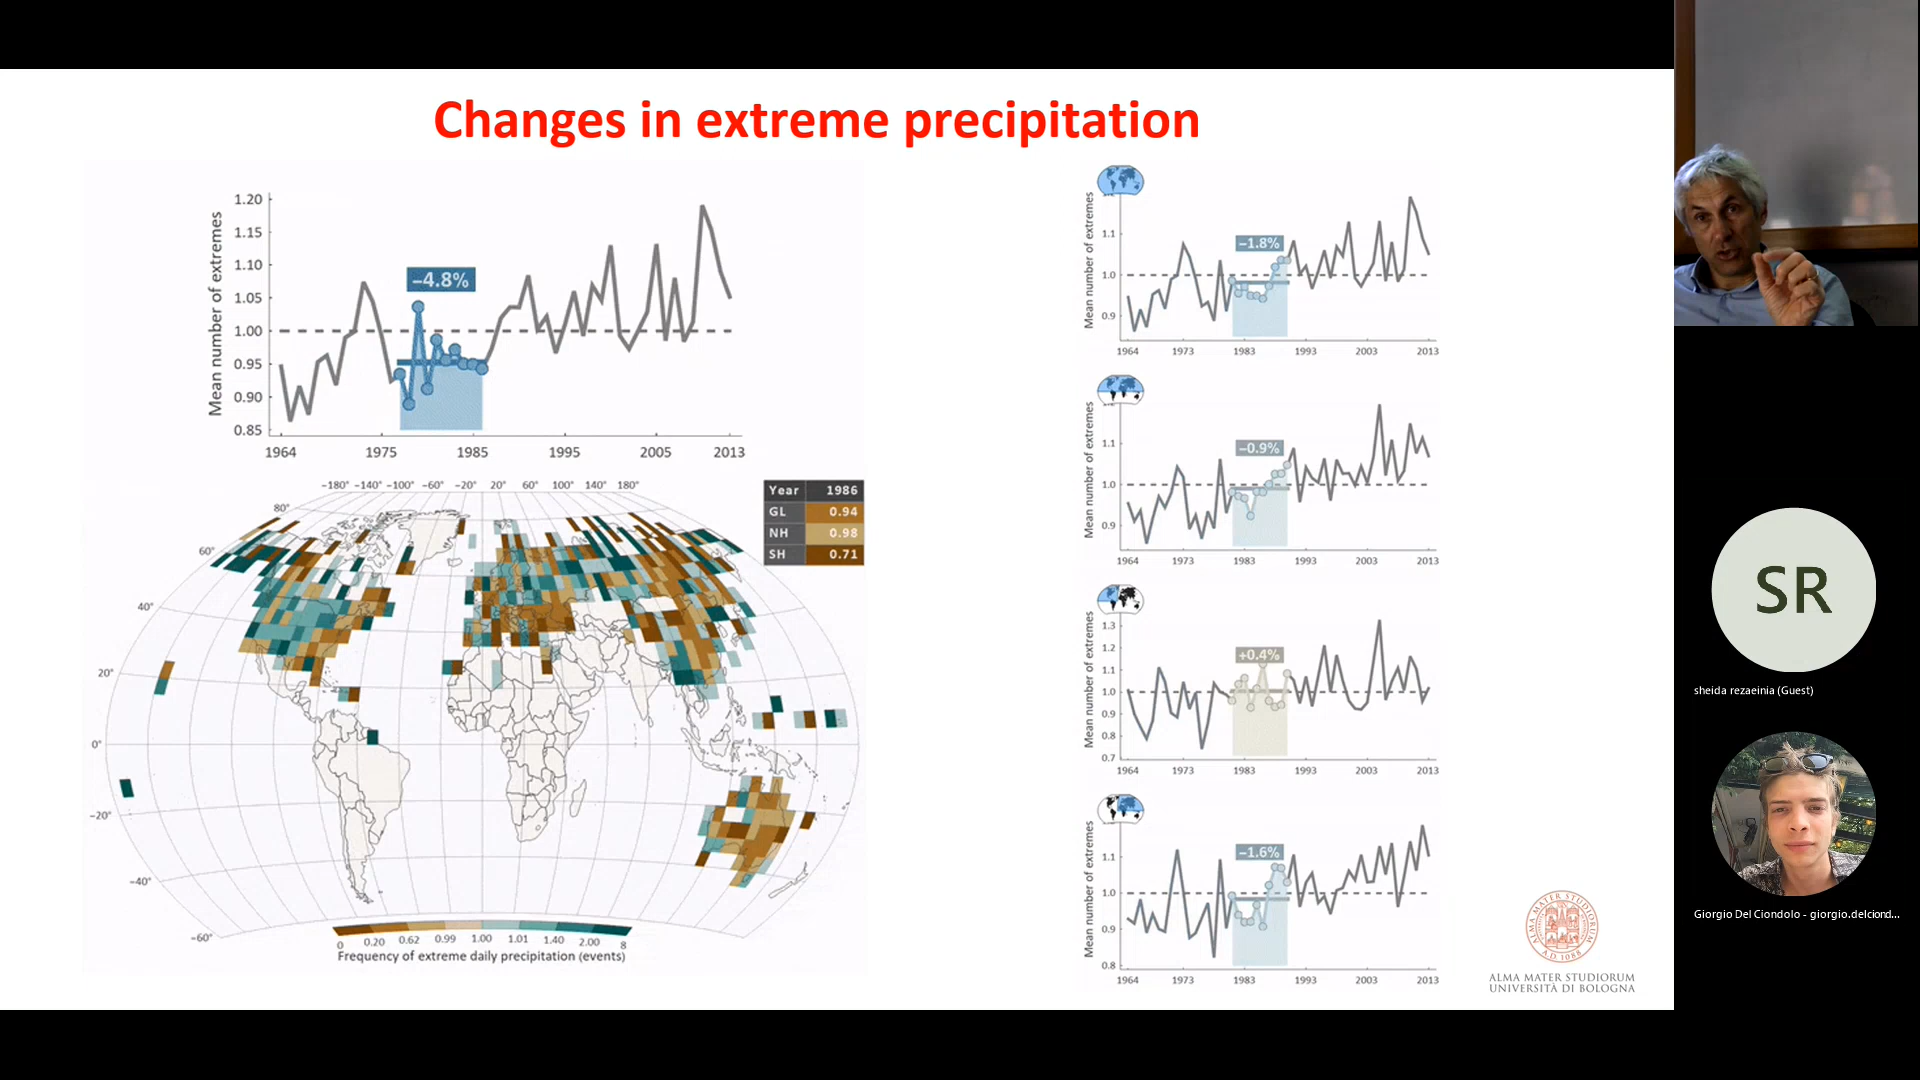 Changes in extreme precipitation
Mean number of extremes
1.20
1.15
1.10
1.05
1.00
0.95
0.90
0.85
−4.8%
1964 1975 1985 1995 2005 2013
−180° −140° −100° −60° −20° 20° 60° 100° 140° 180°
80°
60°
40°
20°
0°
−20°
−40°
−60°
Year 1986
GL 0.94
NH 0.98
SH 0.71
0 0.20 0.62 0.99 1.00 1.01 1.40 2.00 8
Frequency of extreme daily precipitation (events)
Mean number of extremes
1.1
1.0
0.9
−1.8%
1964 1973 1983 1993 2003 2013
Mean number of extremes
1.1
1.0
0.9
−0.9%
1964 1973 1983 1993 2003 2013
Mean number of extremes
1.3
1.2
1.1
1.0
0.9
0.8
0.7
+0.4%
1964 1973 1983 1993 2003 2013
Mean number of extremes
1.1
1.0
0.9
0.8
−1.6%
1964 1973 1983 1993 2003 2013
ALMA MATER STUDIORUM
A.D. 1088
ALMA MATER STUDIORUM
UNIVERSITÀ DI BOLOGNA
SR
sheida rezaeinia (Guest)
Giorgio Del Ciondolo - giorgio.delciond...